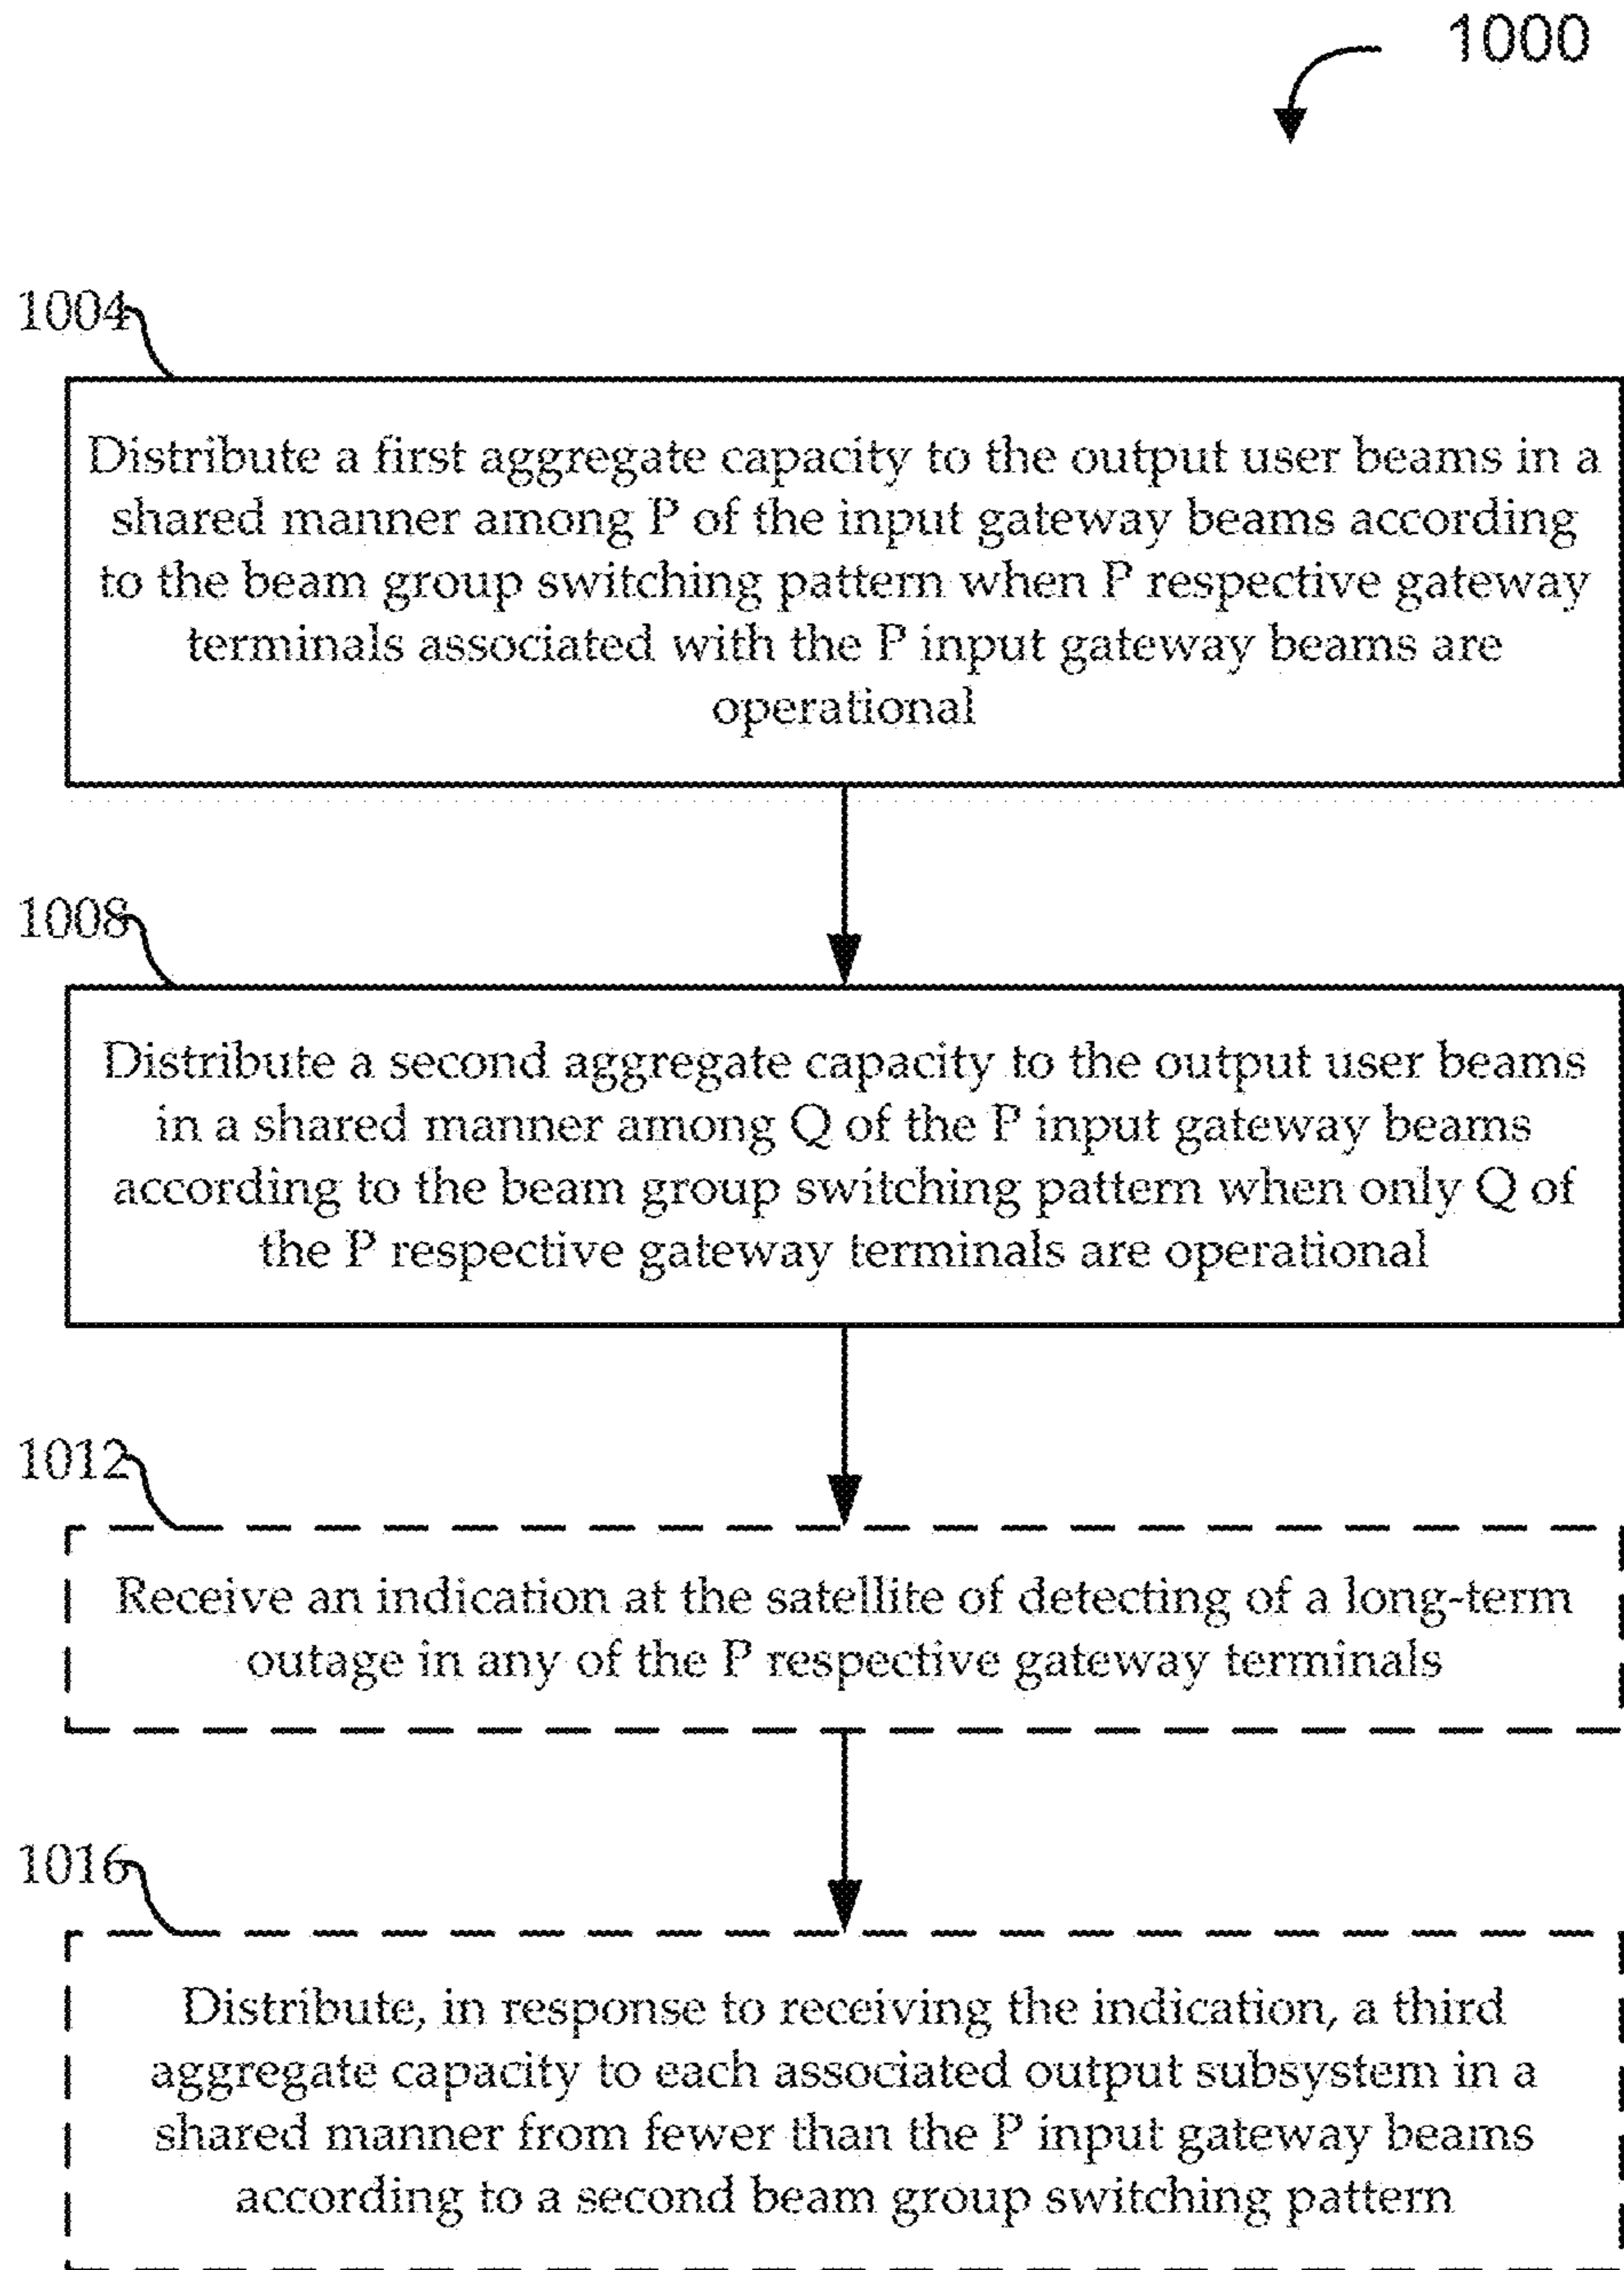 1000
1004
Distribute a first aggregate capacity to the output user beams in a
shared manner among P of the input gateway beams according
to the beam group switching pattern when P respective gateway
terminals associated with the P input gateway beams are
operational
1008
Distribute a second aggregate capacity to the output user beams
in a shared manner among Q of the P input gateway beams
according to the beam group switching pattern when only Q of
the P respective gateway terminals are operational
1012
Receive an indication at the satellite of detecting of a long-term
outage in any of the P respective gateway terminals
1016
Distribute, in response to receiving the indication, a third
aggregate capacity to each associated output subsystem in a
shared manner from fewer than the P input gateway beams
according to a second beam group switching pattern